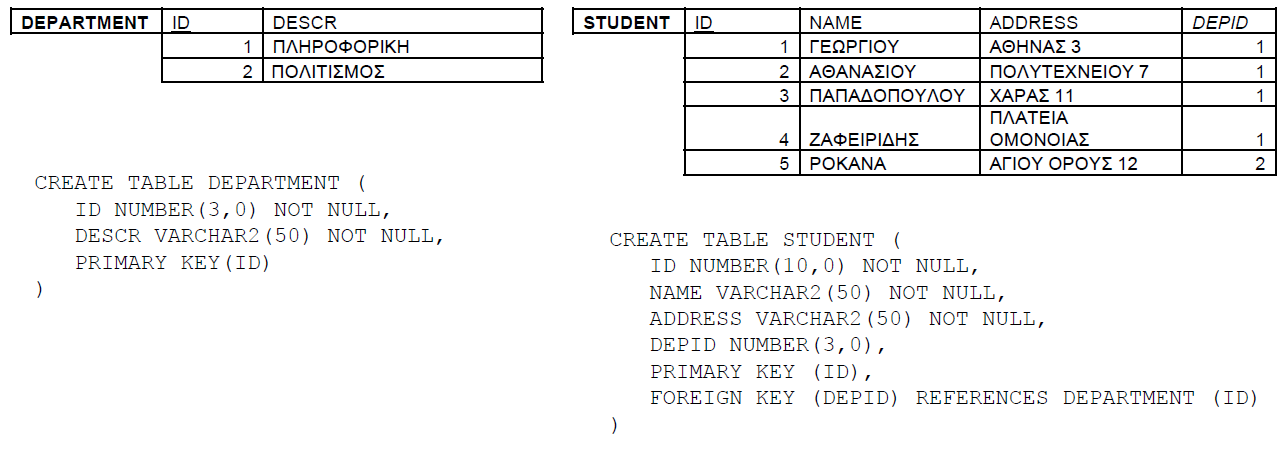 DEPARTMENT ID DESCR
1 ΠΛΗΡΟΦΟΡΙΚΗ
2 ΠΟΛΙΤΙΣΜΟΣ
CREATE TABLE DEPARTMENT (
ID NUMBER(3,0) NOT NULL,
DESCR VARCHAR2(50) NOT NULL,
PRIMARY KEY(ID)
)
STUDENT ID NAME ADDRESS DEPID
1 ΓΕΩΡΓΙΟΥ ΑΘΗΝΑΣ 3 1
2 ΑΘΑΝΑΣΙΟΥ ΠΟΛΥΤΕΧΝΕΙΟΥ 7 1
3 ΠΑΠΑΔΟΠΟΥΛΟΥ ΧΑΡΑΣ 11 1
ΠΛΑΤΕΙΑ
4 ΖΑΦΕΙΡΙΔΗΣ ΟΜΟΝΟΙΑΣ 1
5 ΡΟΚΑΝΑ ΑΓΙΟΥ ΟΡΟΥΣ 12 2
CREATE TABLE STUDENT (
ID NUMBER(10,0) NOT NULL,
NAME VARCHAR2(50) NOT NULL,
ADDRESS VARCHAR2(50) NOT NULL,
DEPID NUMBER(3,0),
PRIMARY KEY (ID),
FOREIGN KEY (DEPID) REFERENCES DEPARTMENT (ID)
)